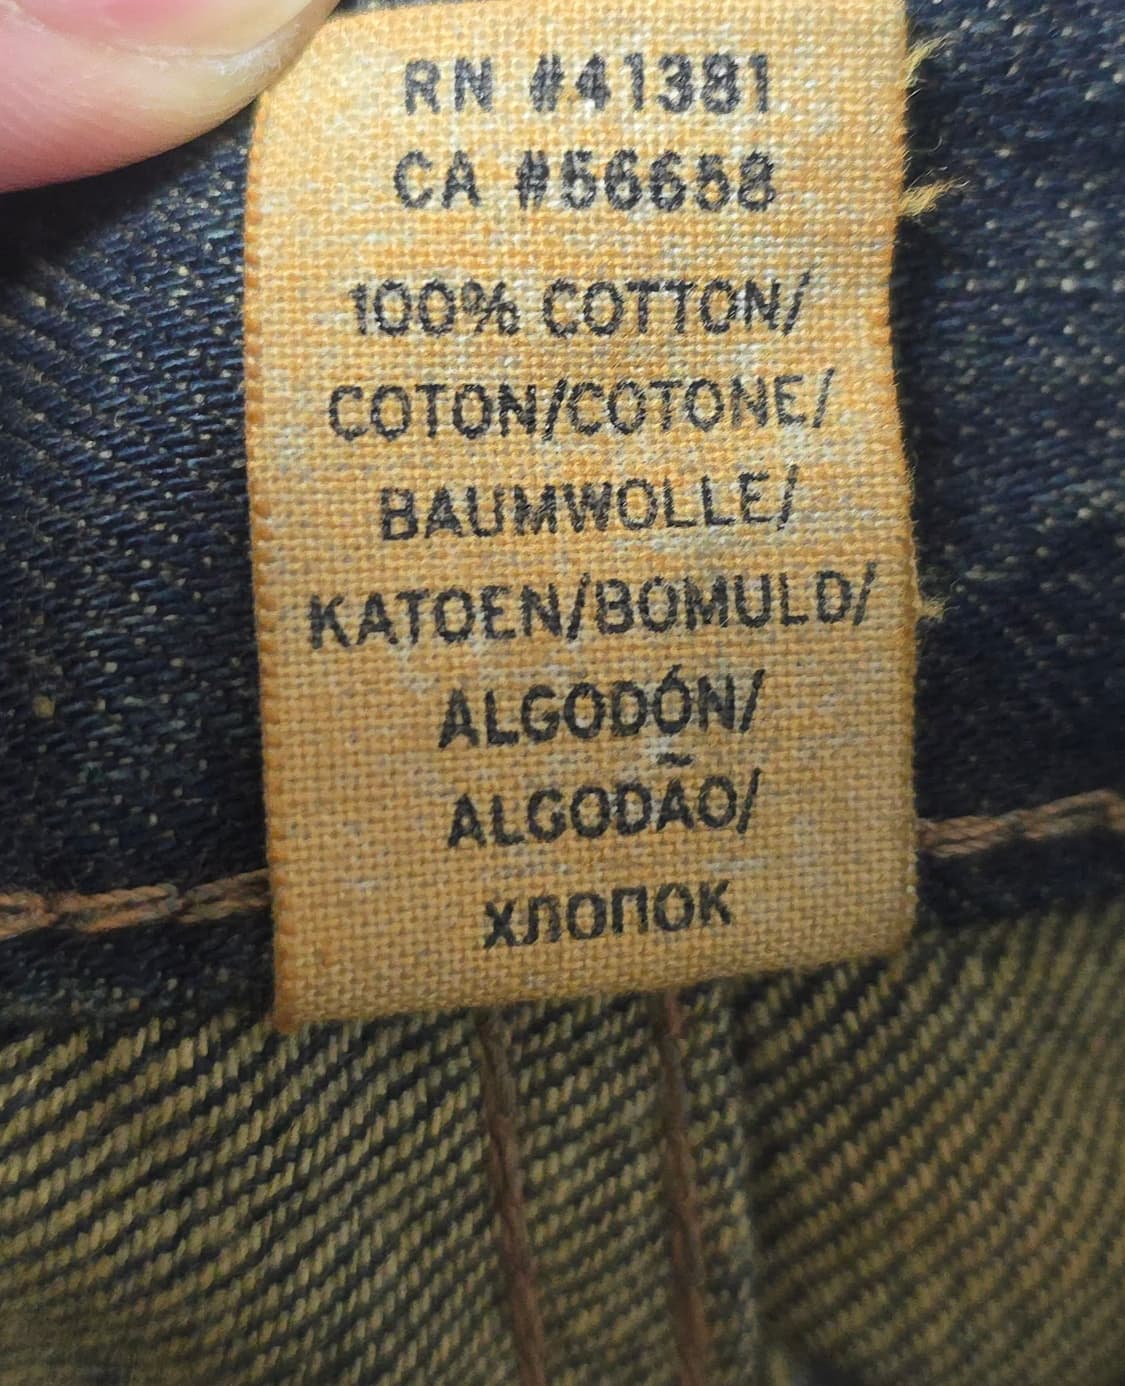 RN #41381
CA #56658
100% COTTON/
COTON/COTONE/
BAUMWOLLE/
KATOEN/BOMULD/
ALGODÓN/
ALGODÃO/
ХЛОПОК